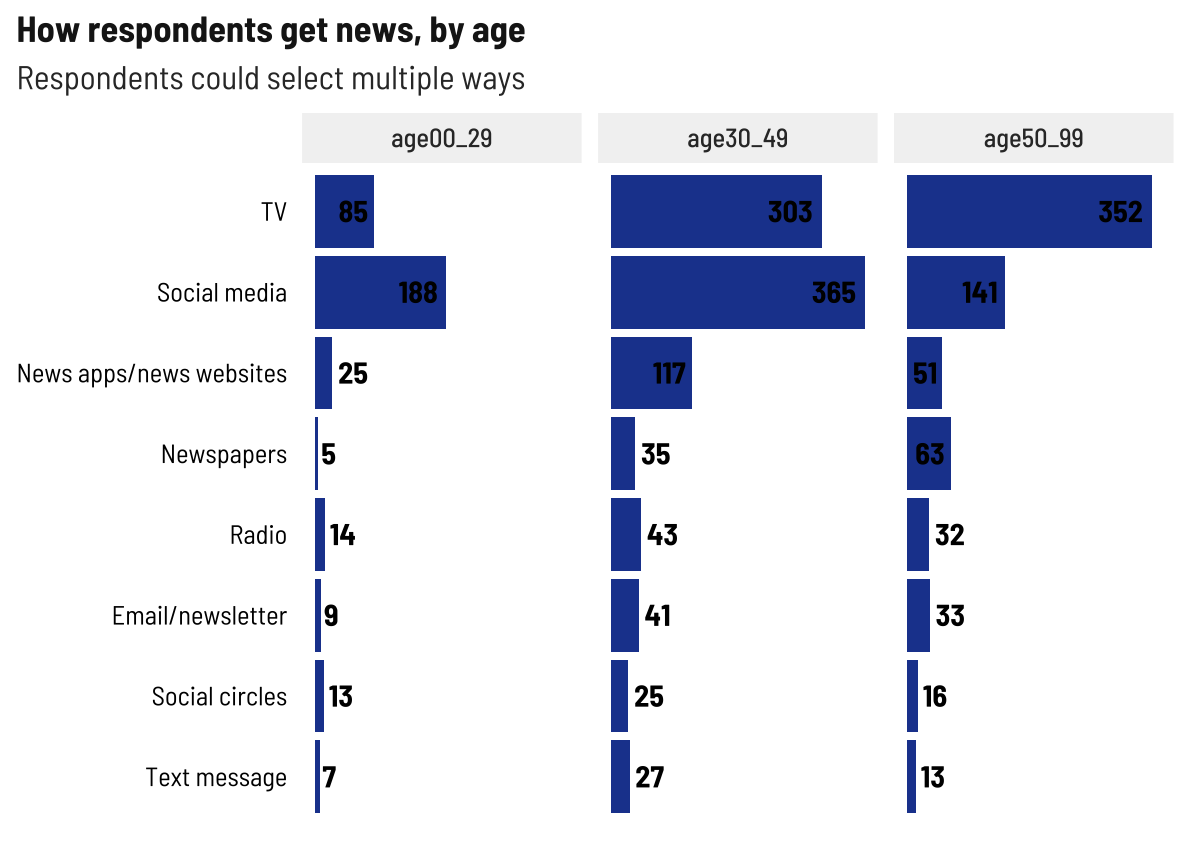 How respondents get news, by age
Respondents could select multiple ways
age00_29 age30_49 age50_99
TV 85 303 352
Social media 188 365 141
News apps/news websites 25 117 51
Newspapers 5 35 63
Radio 14 43 32
Email/newsletter 9 41 33
Social circles 13 25 16
Text message 7 27 13